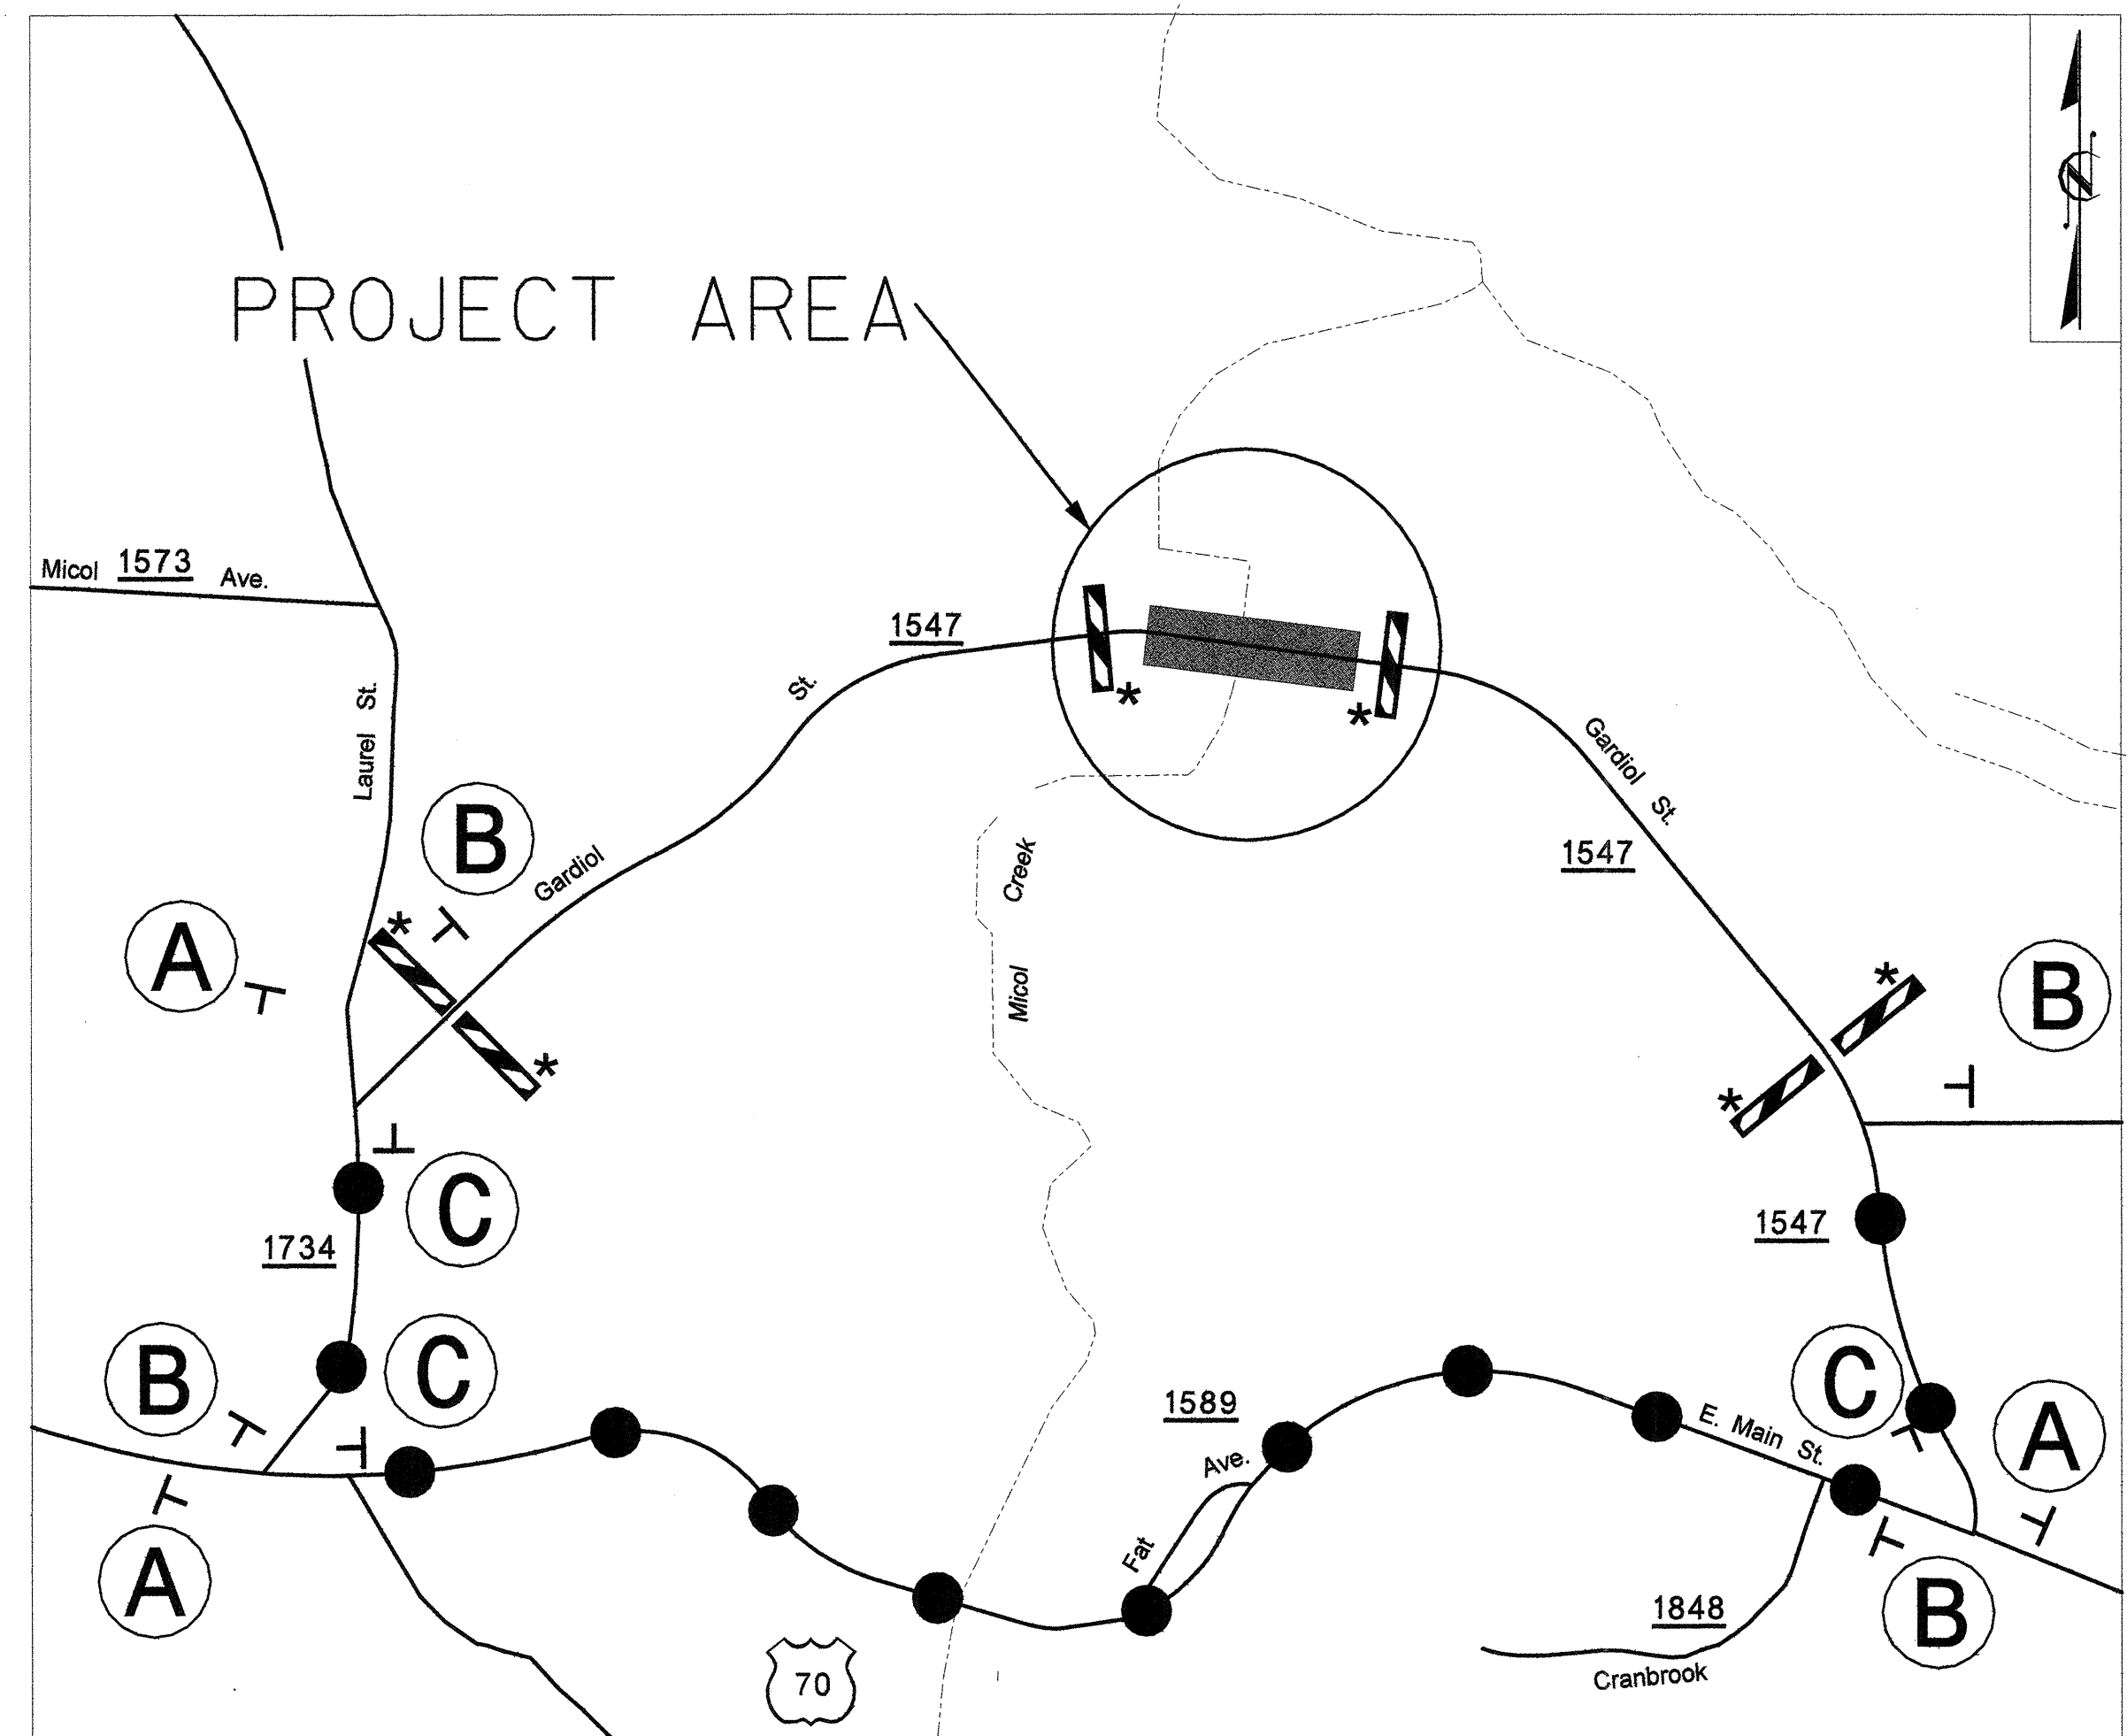 N
PROJECT AREA
Micol 1573 Ave.
1547
St.
Laurel St.
Gardiol St.
B
Gardiol
1547
Creek
A
*
*
*
*
*
*
B
Micol
C
1734
1547
B
C
C
A
1589
E. Main St.
Ave.
Fat
A
1848
B
70
Cranbrook